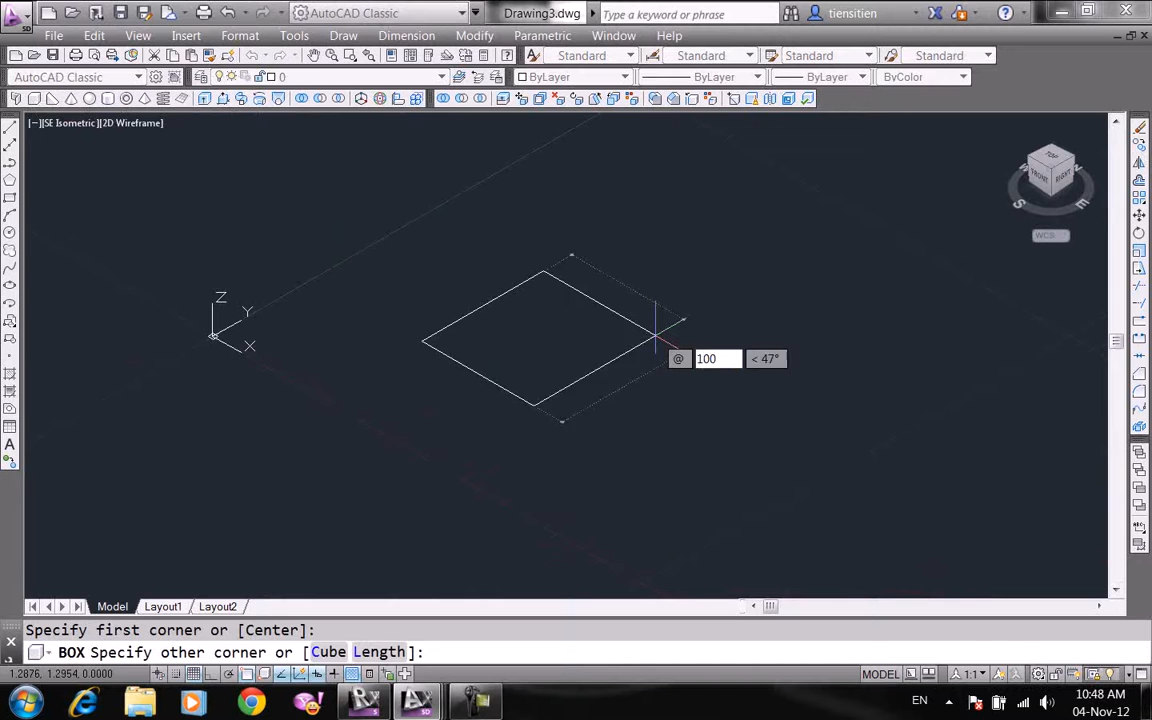 AutoCAD Classic
Drawing3.dwg
Type a keyword or phrase
tiensitien
File Edit View Insert Format Tools Draw Dimension Modify Parametric Window Help
Standard Standard Standard Standard
AutoCAD Classic 0 ByLayer ByLayer ByLayer ByColor
[−][SE Isometric][2D Wireframe]
TOP
FRONT RIGHT
S E
WCS
Z
Y
X
@ 100 < 47°
Model Layout1 Layout2
Specify first corner or [Center]:
BOX Specify other corner or [Cube Length]:
1.2876, 1.2954, 0.0000
MODEL 1:1
EN 10:48 AM
04-Nov-12